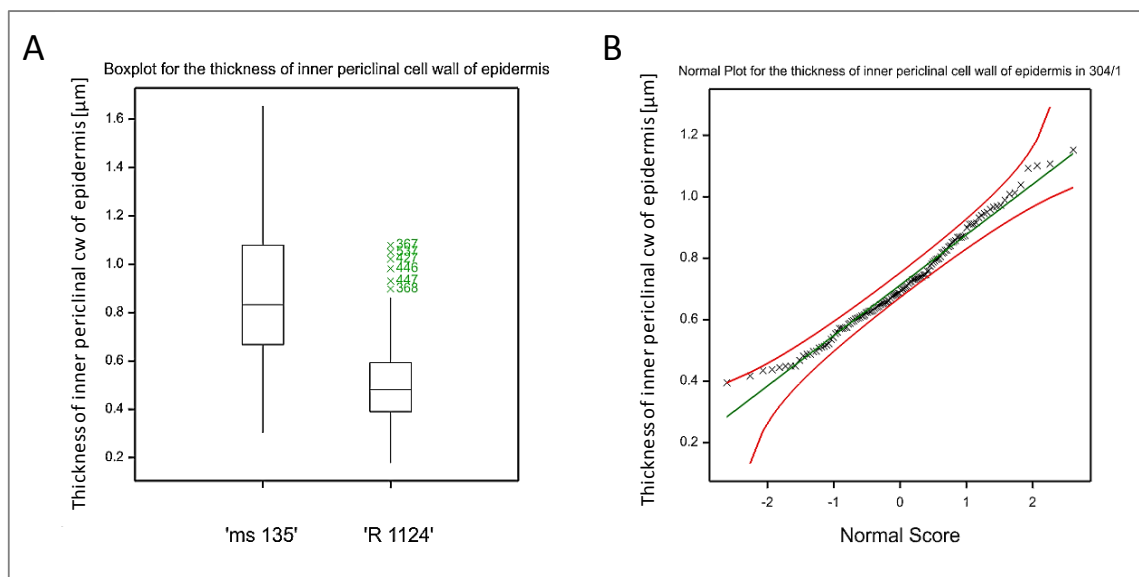 A
Boxplot for the thickness of inner periclinal cell wall of epidermis
Thickness of inner periclinal cw of epidermis [µm]
1.6
1.4
1.2
1.0
0.8
0.6
0.4
0.2
367
537
427
446
447
368
'ms 135'
'R 1124'
B
Normal Plot for the thickness of inner periclinal cell wall of epidermis in 304/1
Thickness of inner periclinal cw of epidermis [µm]
1.2
1.0
0.8
0.6
0.4
0.2
-2
-1
0
1
2
Normal Score